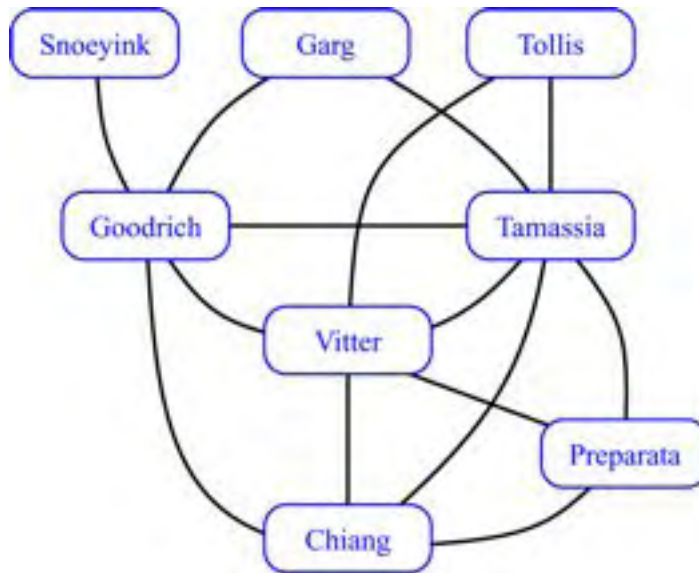 Snoeyink
Garg
Tollis
Goodrich
Tamassia
Vitter
Preparata
Chiang